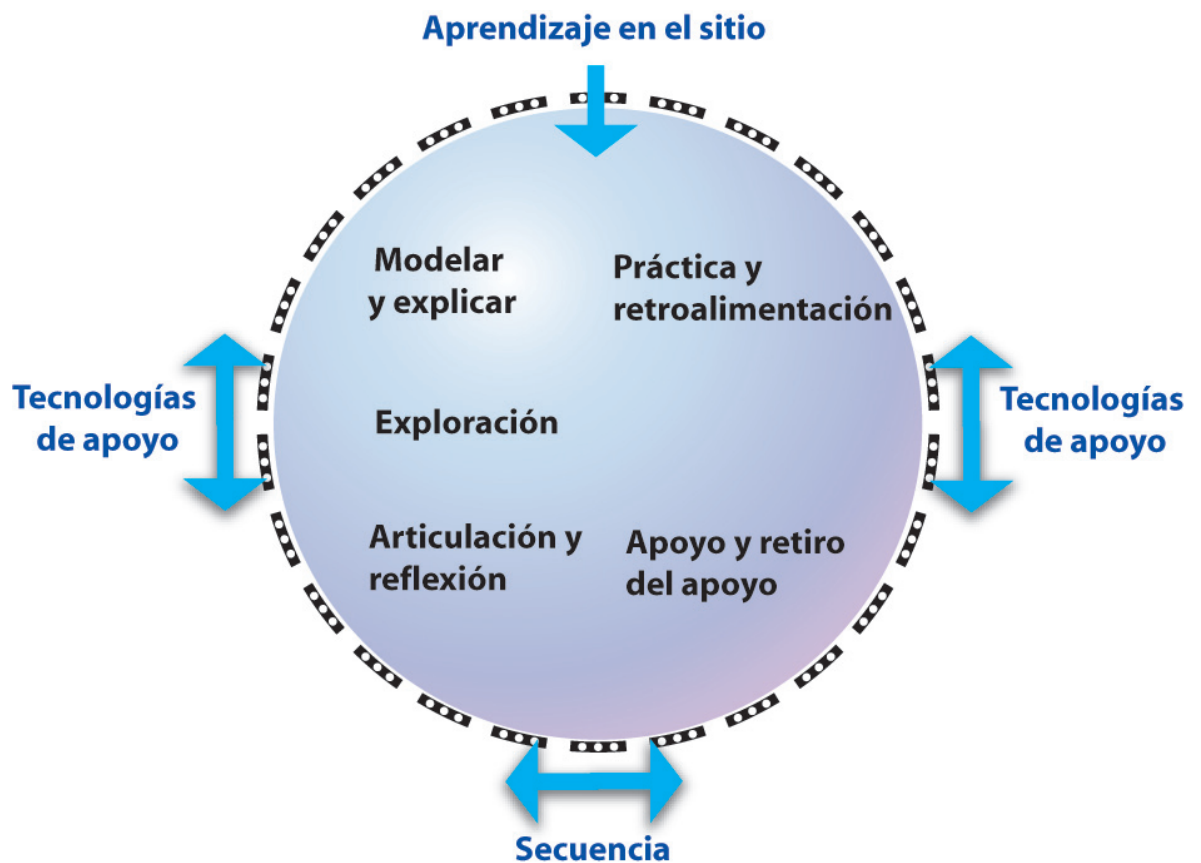 Aprendizaje en el sitio
Modelar
y explicar
Práctica y
retroalimentación
Tecnologías
de apoyo
Exploración
Tecnologías
de apoyo
Articulación y
reflexión
Apoyo y retiro
del apoyo
Secuencia